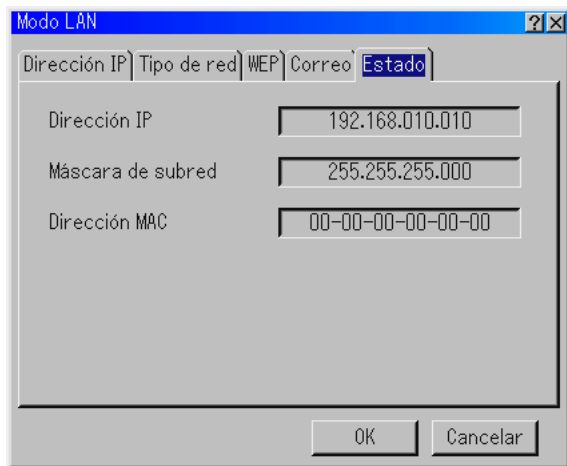 Modo LAN
Dirección IP Tipo de red WEP Correo Estado
Dirección IP 192.168.010.010
Máscara de subred 255.255.255.000
Dirección MAC 00-00-00-00-00-00
OK Cancelar